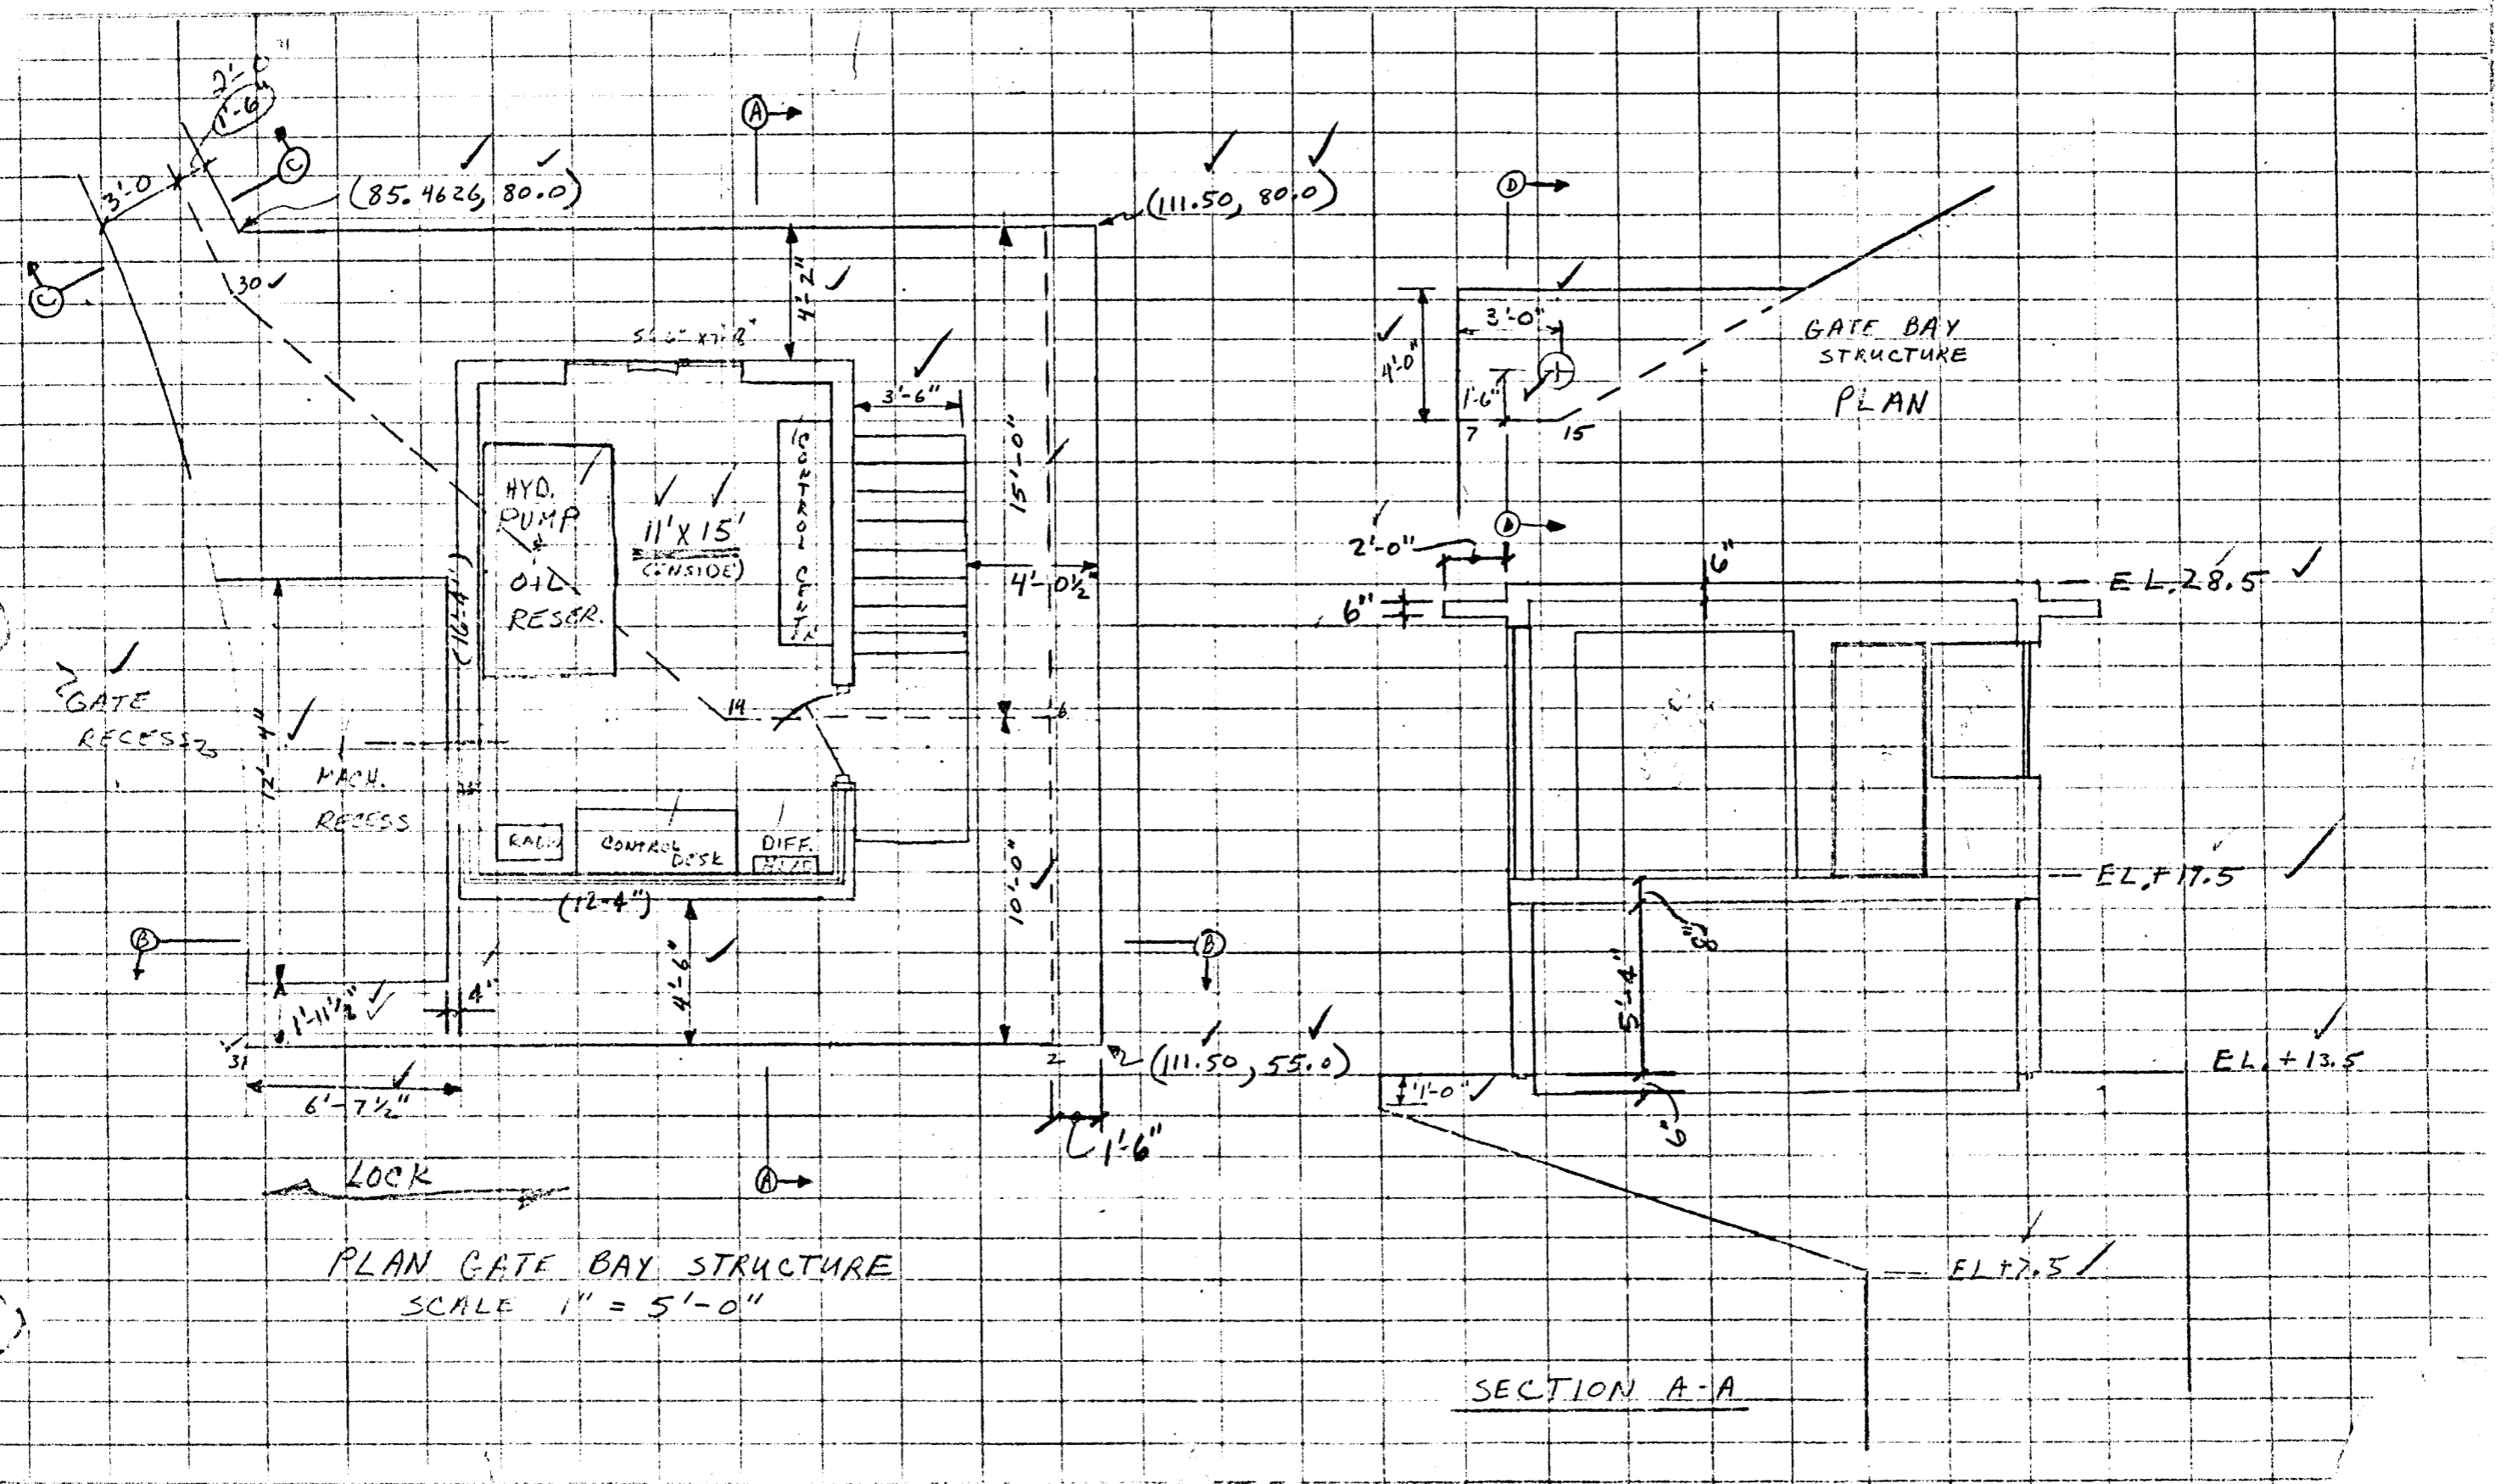 2'-0"
1'-6"
C
3'-0
(85.4626, 80.0)
A
(111.50, 80.0)
D
C
30
4'-2"
3'-0"
4'-0"
1'-6"
7
15
GATE BAY
STRUCTURE
PLAN
3'-6"
15'-0"
HYD.
PUMP
OIL
RESER.
11' X 15'
(INSIDE)
CONTROL CNTR
D
2'-0"
6"
6"
EL. 28.5
4'-0½"
(16'-4")
GATE
RECESS
12'-4"
MACH.
RECESS
14
6
10'-0"
CONTROL
DESK
DIFF.
(12-4")
EL. + 17.5
8"
5'-4"
B
B
4'-6"
4"
1'-11½"
31
2
(111.50, 55.0)
EL. + 13.5
6'-7½"
1'-0"
6"
1'-6"
LOCK
A
PLAN GATE BAY STRUCTURE
SCALE 1" = 5'-0"
EL +7.5
SECTION A-A